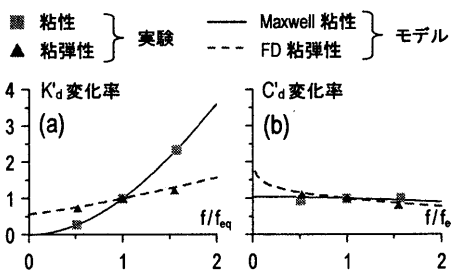 粘性
粘弾性
実験
Maxwell 粘性
FD 粘弾性
モデル
K'd 変化率
(a)
4
3
2
1
0
0
1
2
f/feq
C'd 変化率
(b)
0
1
2
f/fe